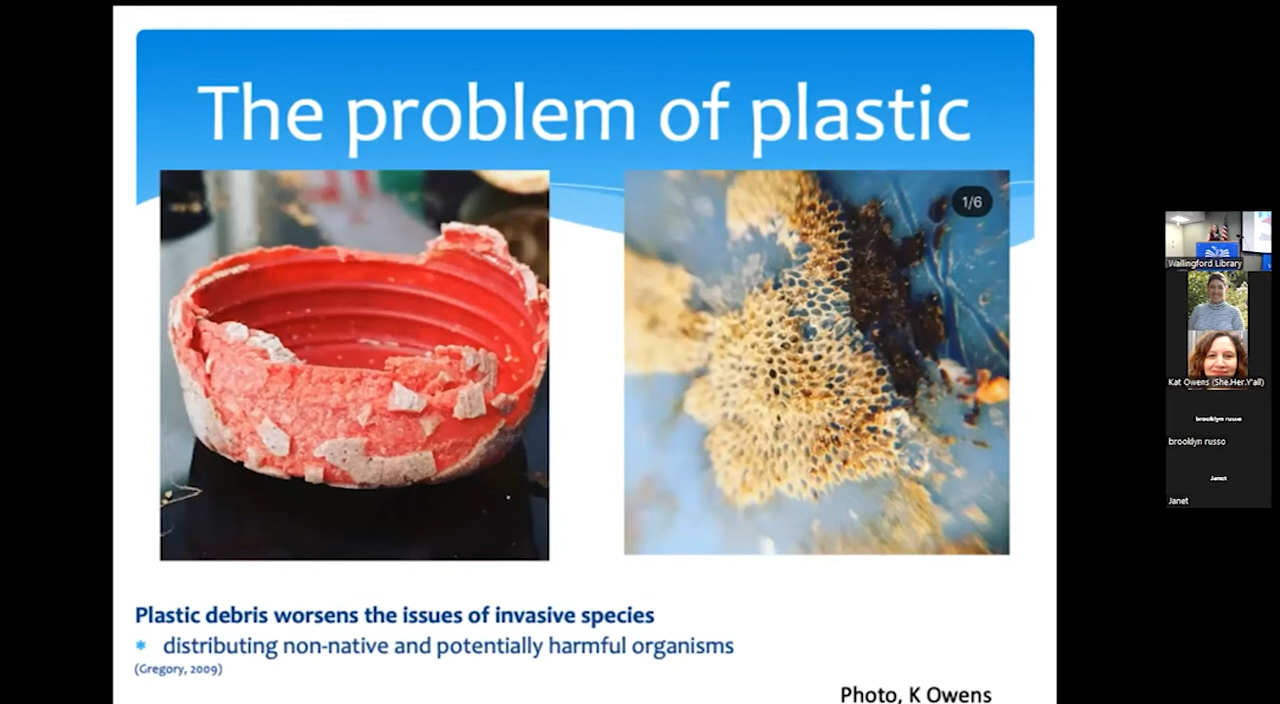 The problem of plastic
1/6
Plastic debris worsens the issues of invasive species
* distributing non-native and potentially harmful organisms
(Gregory, 2009)
Photo, K Owens
Wallingford Library
Kat Owens (She.Her.Y'all)
brooklyn russo
brooklyn russo
Janet
Janet